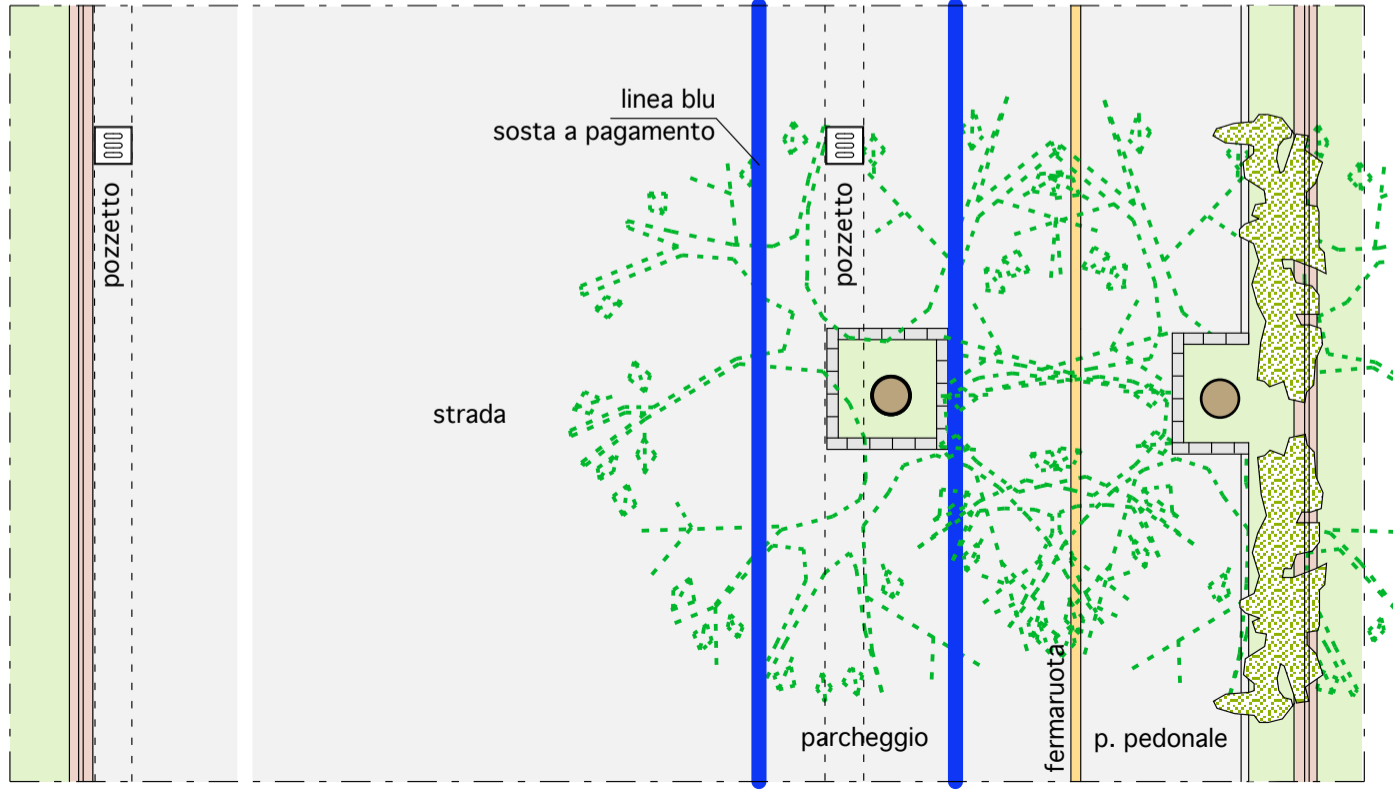 linea blu
sosta a pagamento
pozzetto
pozzetto
strada
fermaruota
parcheggio
p. pedonale